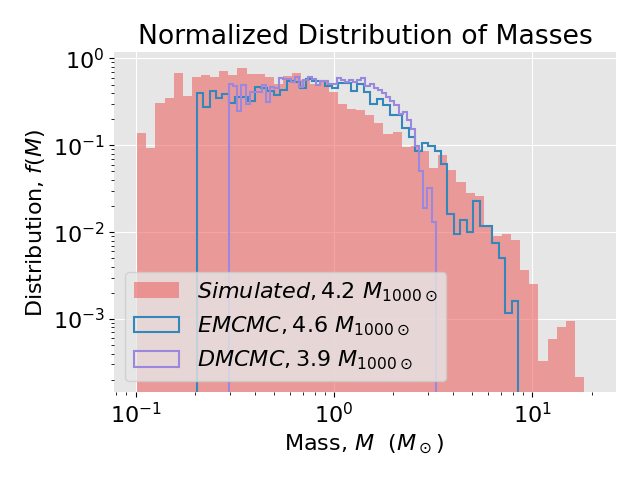 Normalized Distribution of Masses
Distribution, f(M)
10⁰
10⁻¹
10⁻²
10⁻³
Simulated, 4.2 M₁₀₀₀⊙
EMCMC, 4.6 M₁₀₀₀⊙
DMCMC, 3.9 M₁₀₀₀⊙
10⁻¹ 10⁰ 10¹
Mass, M (M⊙)